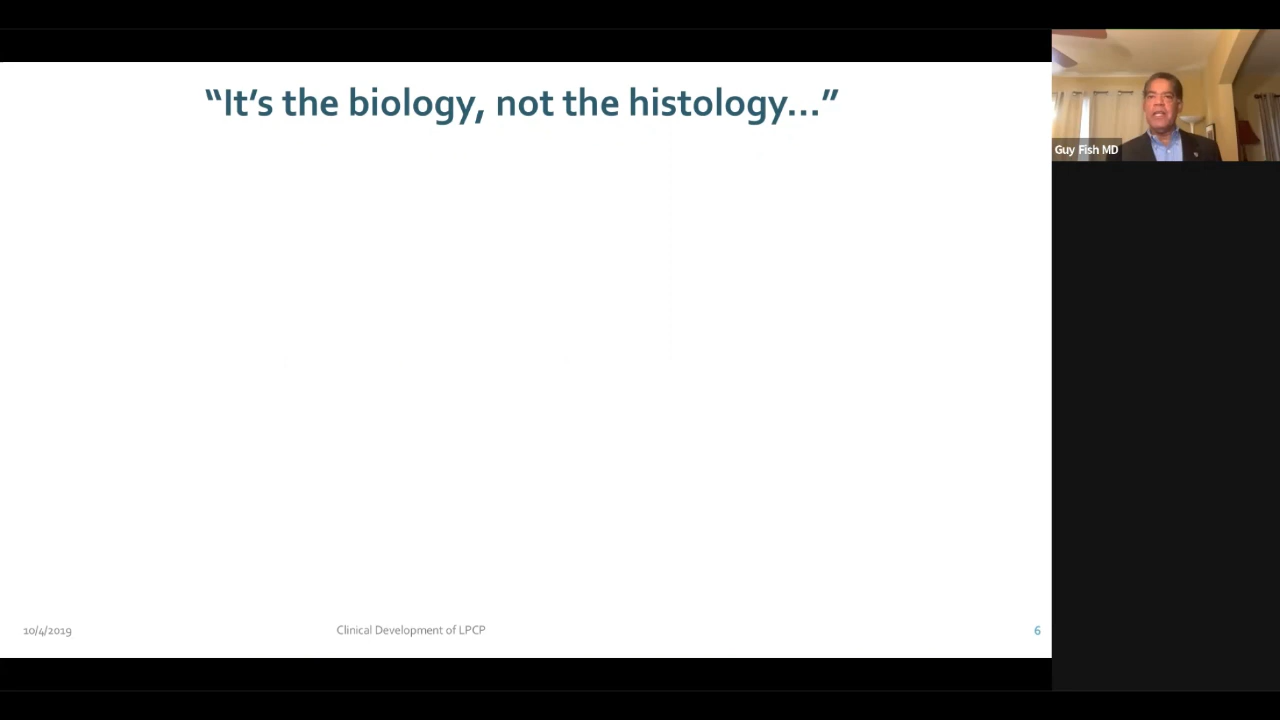 “It’s the biology, not the histology...”
Guy Fish MD
10/4/2019
Clinical Development of LPCP
6